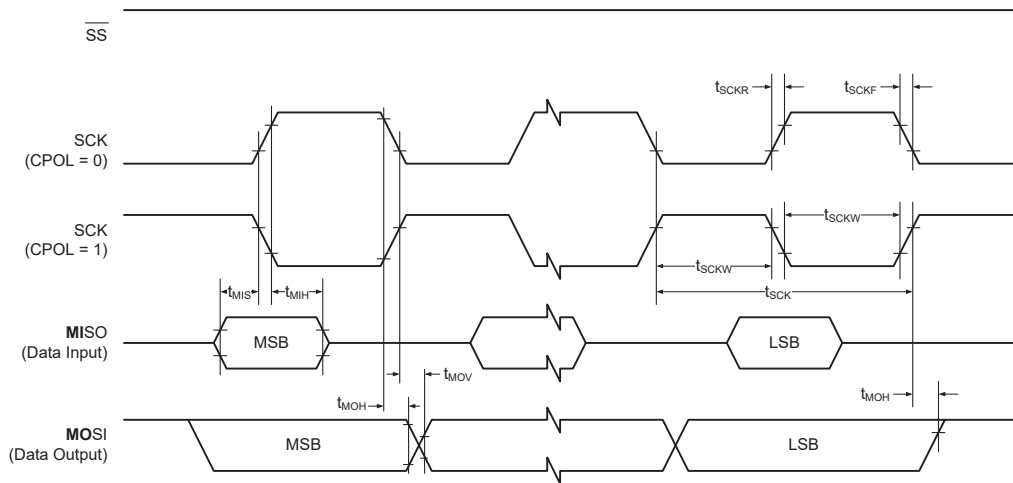 SS
tSCKR
tSCKF
SCK
(CPOL = 0)
SCK
(CPOL = 1)
tSCKW
tSCKW
tSCK
tMIS
tMIH
MISO
(Data Input)
MSB
LSB
tMOV
tMOH
tMOH
MOSI
(Data Output)
MSB
LSB